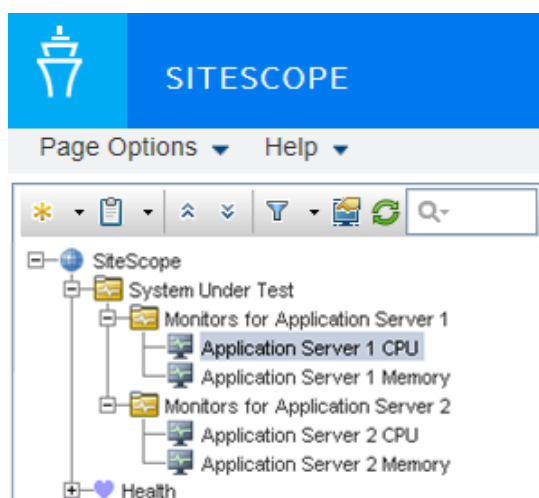 SITESCOPE
Page Options Help
SiteScope
System Under Test
Monitors for Application Server 1
Application Server 1 CPU
Application Server 1 Memory
Monitors for Application Server 2
Application Server 2 CPU
Application Server 2 Memory
Health